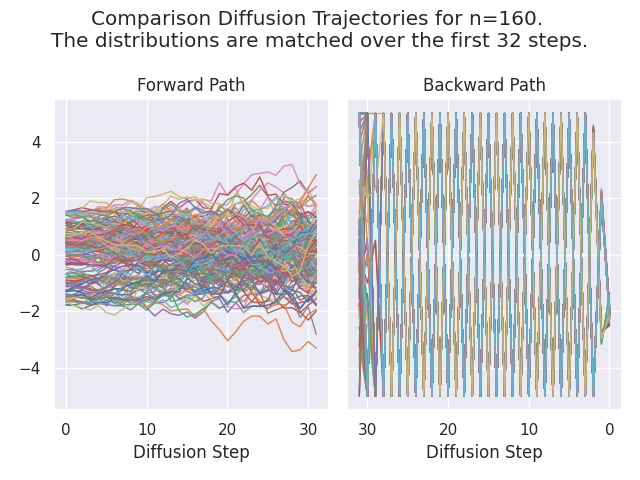 Comparison Diffusion Trajectories for n=160.
The distributions are matched over the first 32 steps.
Forward Path
Backward Path
4
2
0
−2
−4
0 10 20 30
30 20 10 0
Diffusion Step
Diffusion Step